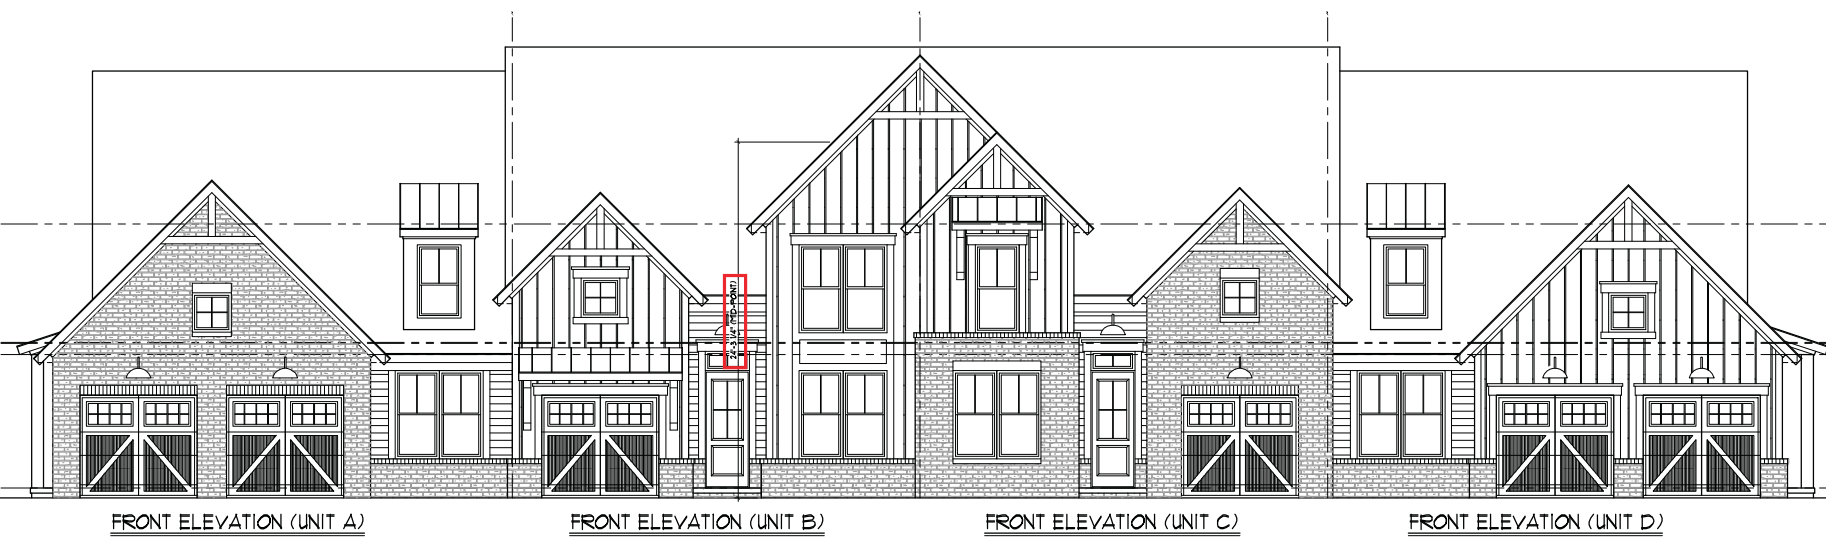 24'-3 1/4" (MID-POINT)
FRONT ELEVATION (UNIT A)
FRONT ELEVATION (UNIT B)
FRONT ELEVATION (UNIT C)
FRONT ELEVATION (UNIT D)